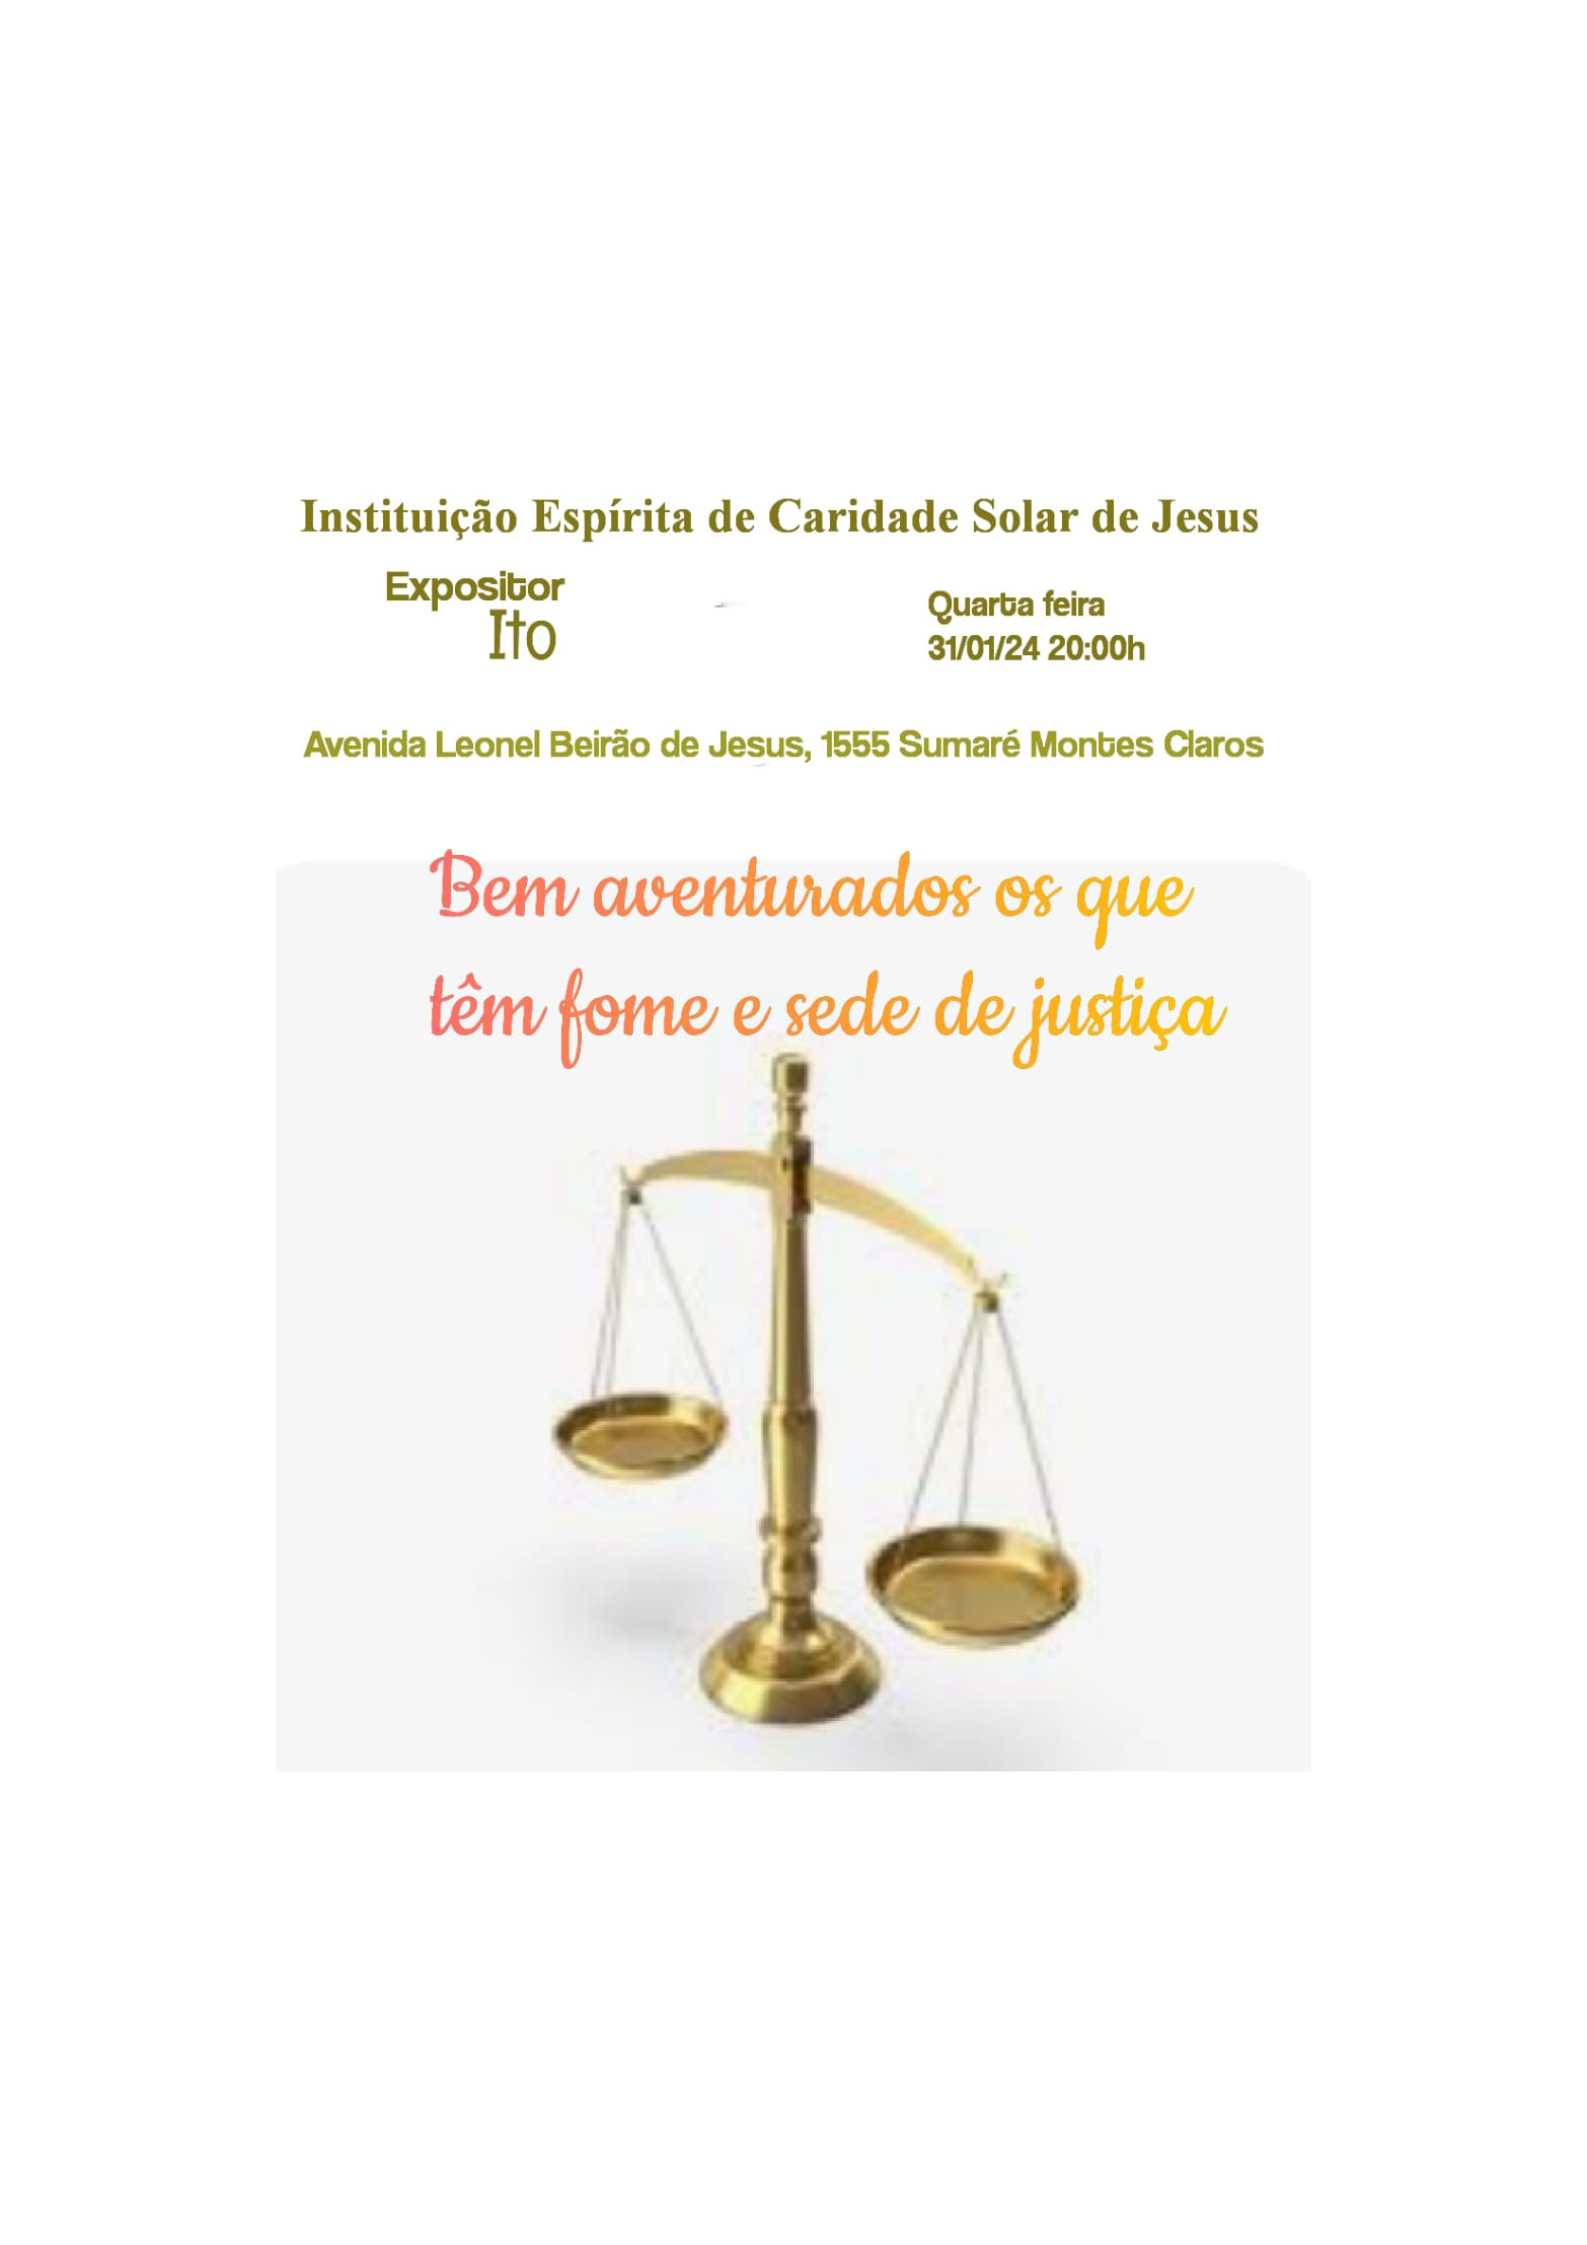 Instituição Espírita de Caridade Solar de Jesus
Expositor
Ito
Quarta feira
31/01/24 20:00h
Avenida Leonel Beirão de Jesus, 1555 Sumaré Montes Claros
Bem aventurados os que
têm fome e sede de justiça